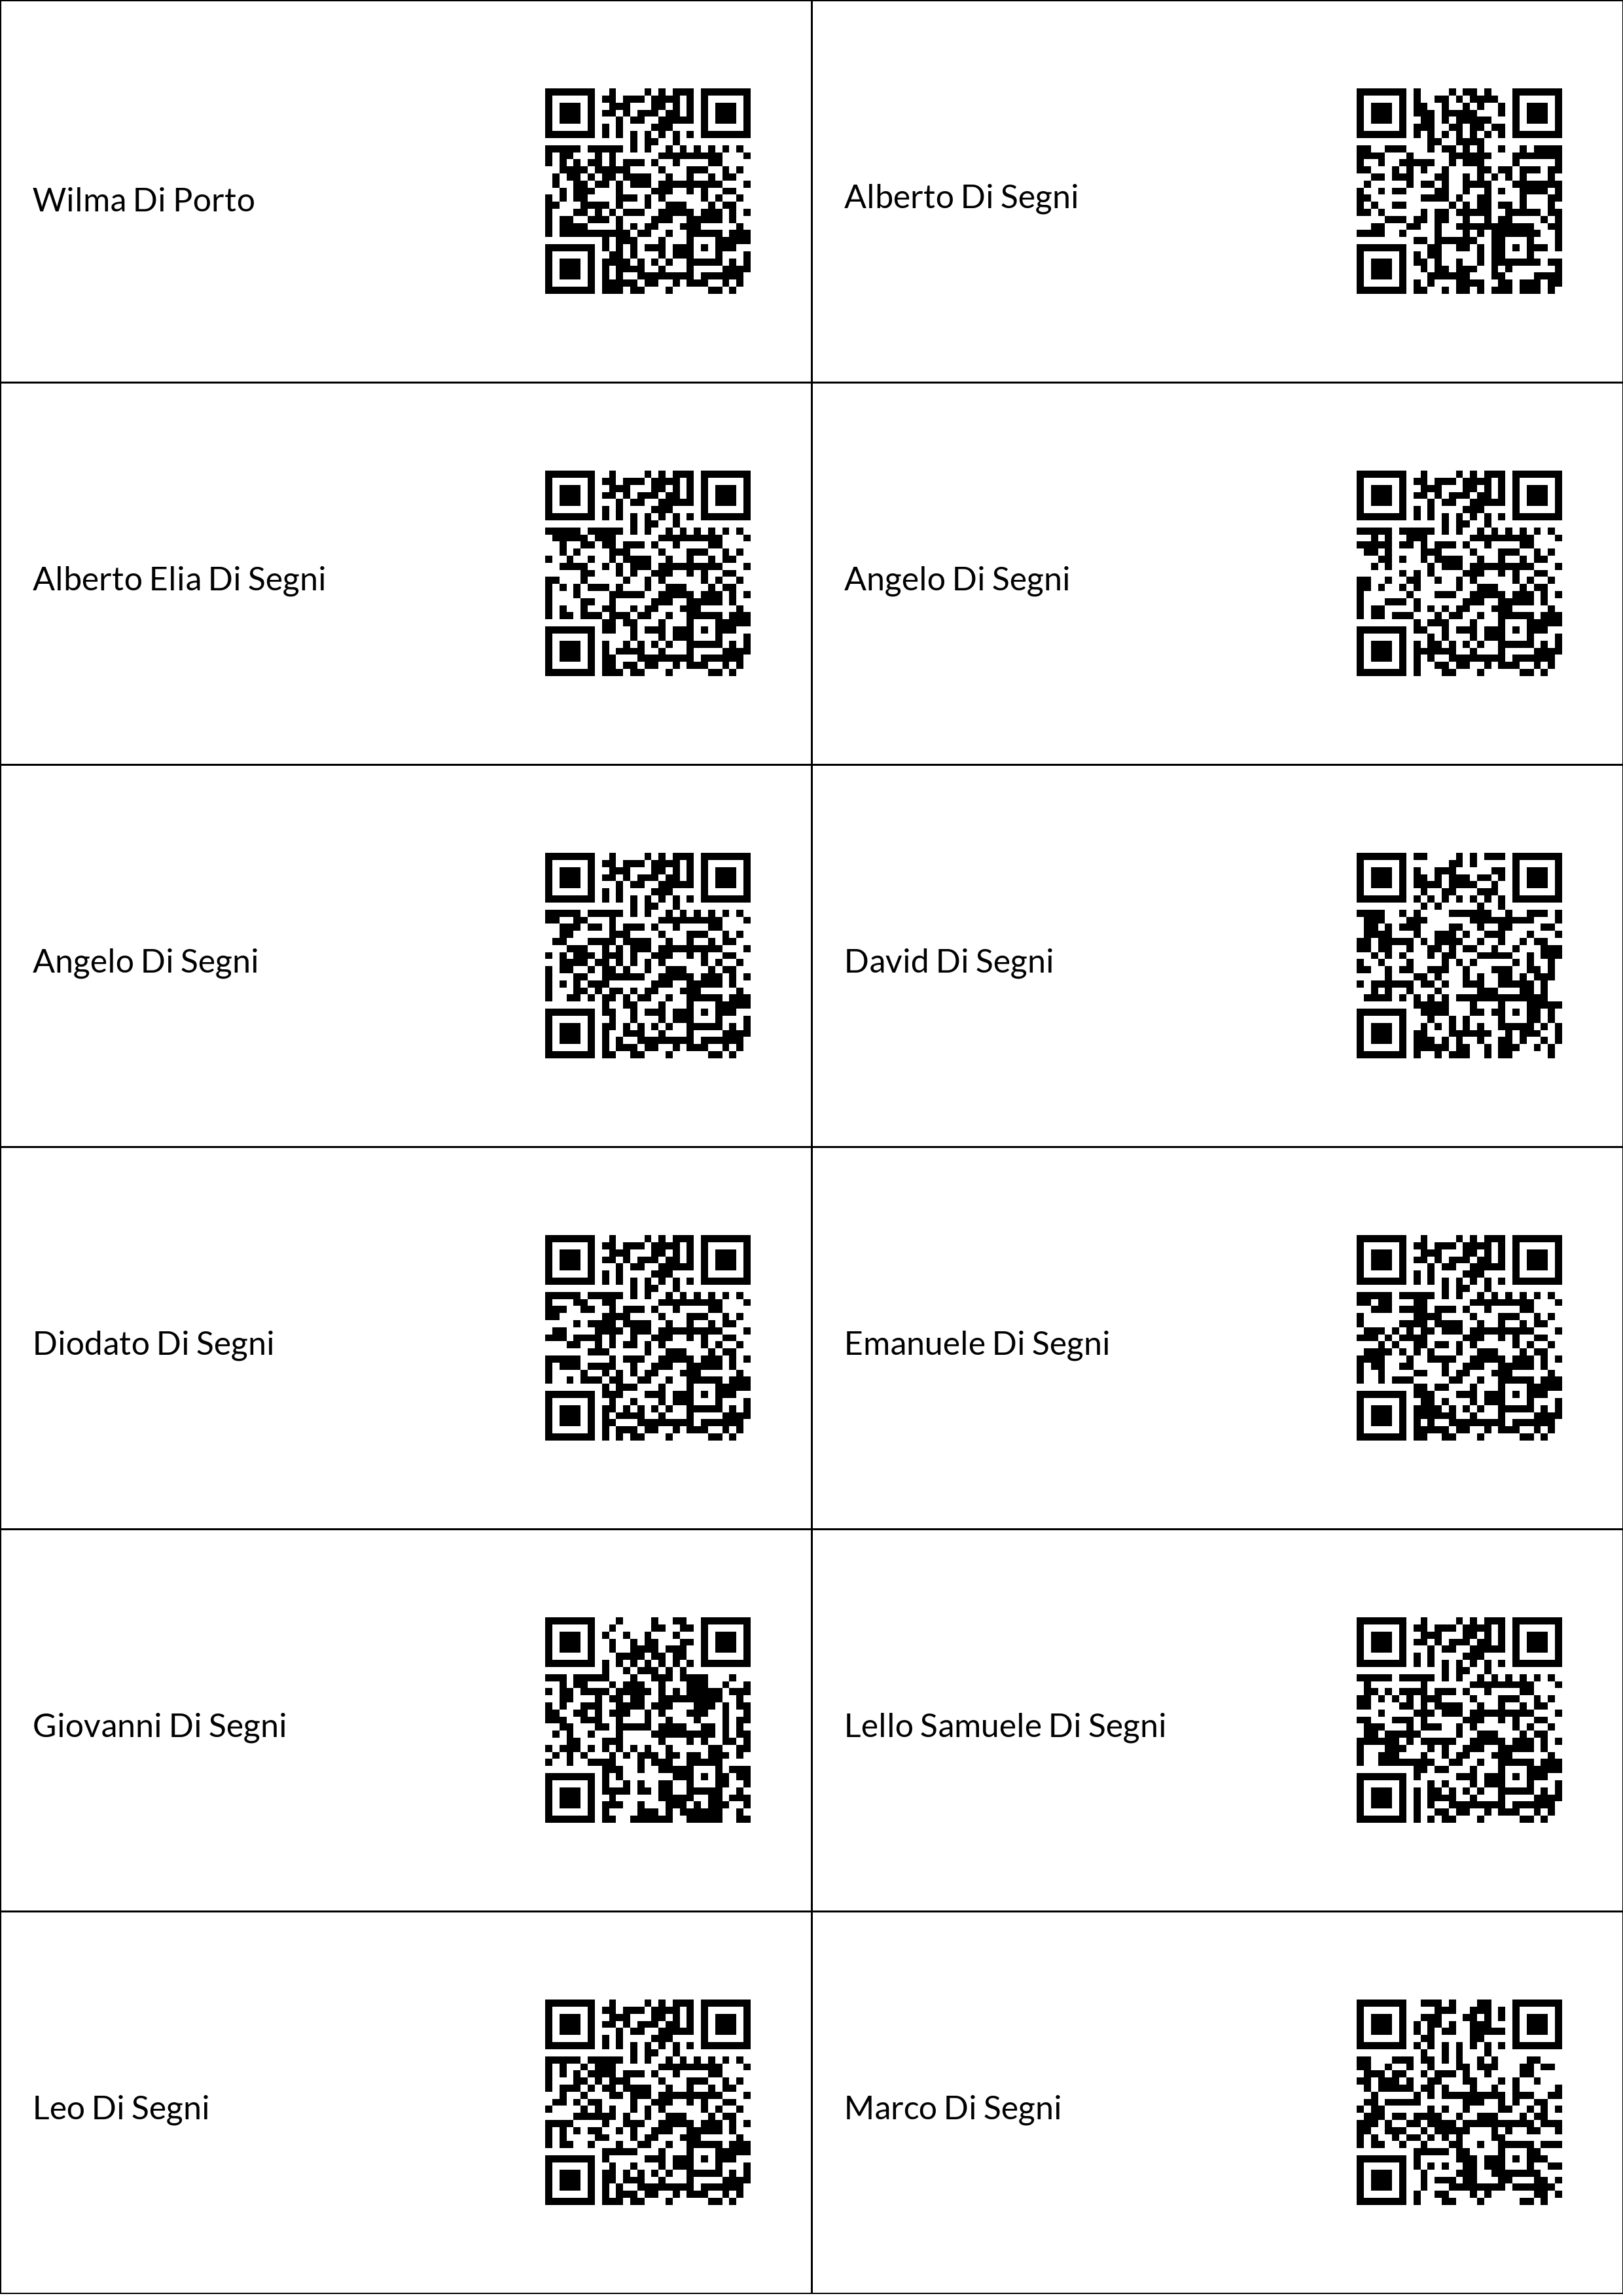 Wilma Di Porto
Alberto Di Segni
Alberto Elia Di Segni
Angelo Di Segni
Angelo Di Segni
David Di Segni
Diodato Di Segni
Emanuele Di Segni
Giovanni Di Segni
Lello Samuele Di Segni
Leo Di Segni
Marco Di Segni